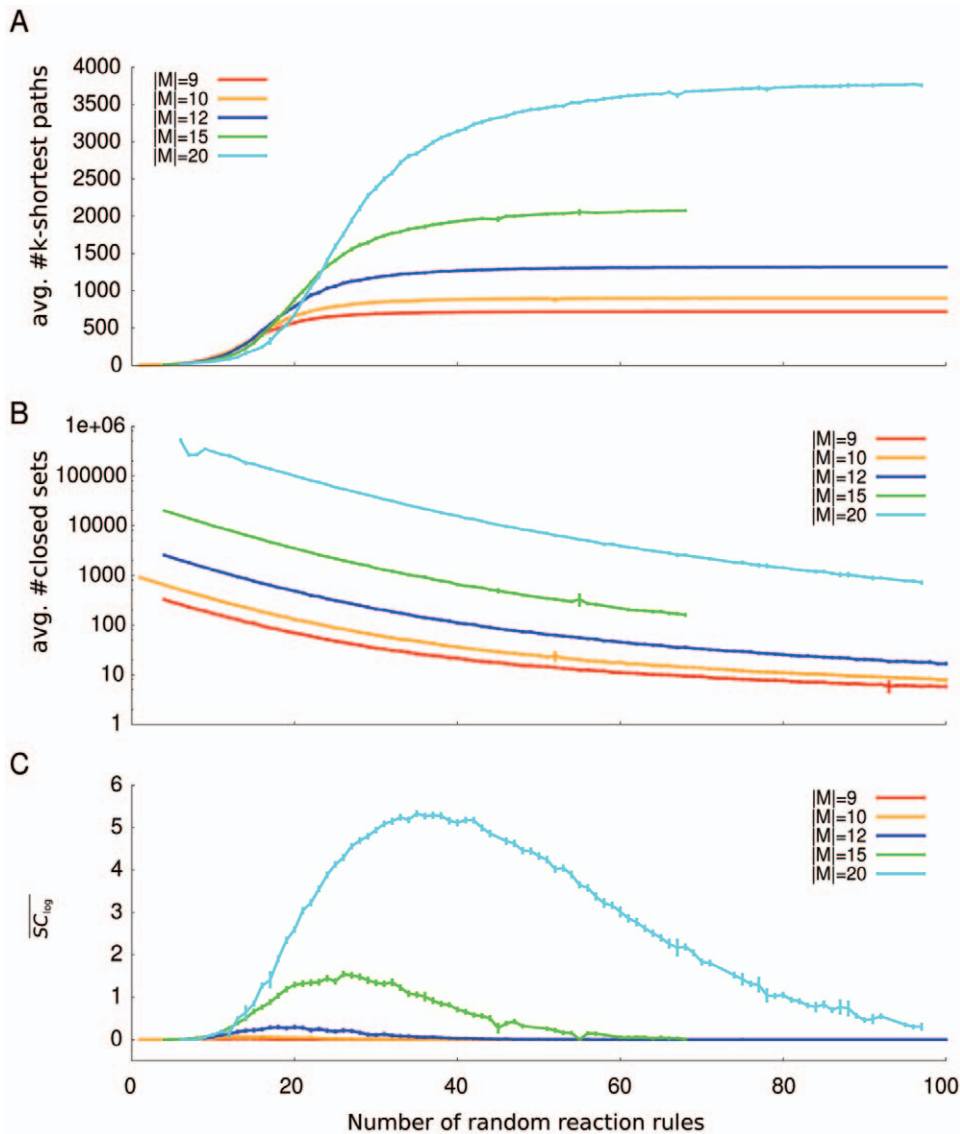 A
avg. #k-shortest paths
4000
3500
3000
2500
2000
1500
1000
500
0
|M|=9
|M|=10
|M|=12
|M|=15
|M|=20
B
avg. #closed sets
1e+06
100000
10000
1000
100
10
1
|M|=9
|M|=10
|M|=12
|M|=15
|M|=20
C
SC log
6
5
4
3
2
1
0
|M|=9
|M|=10
|M|=12
|M|=15
|M|=20
0 20 40 60 80 100
Number of random reaction rules